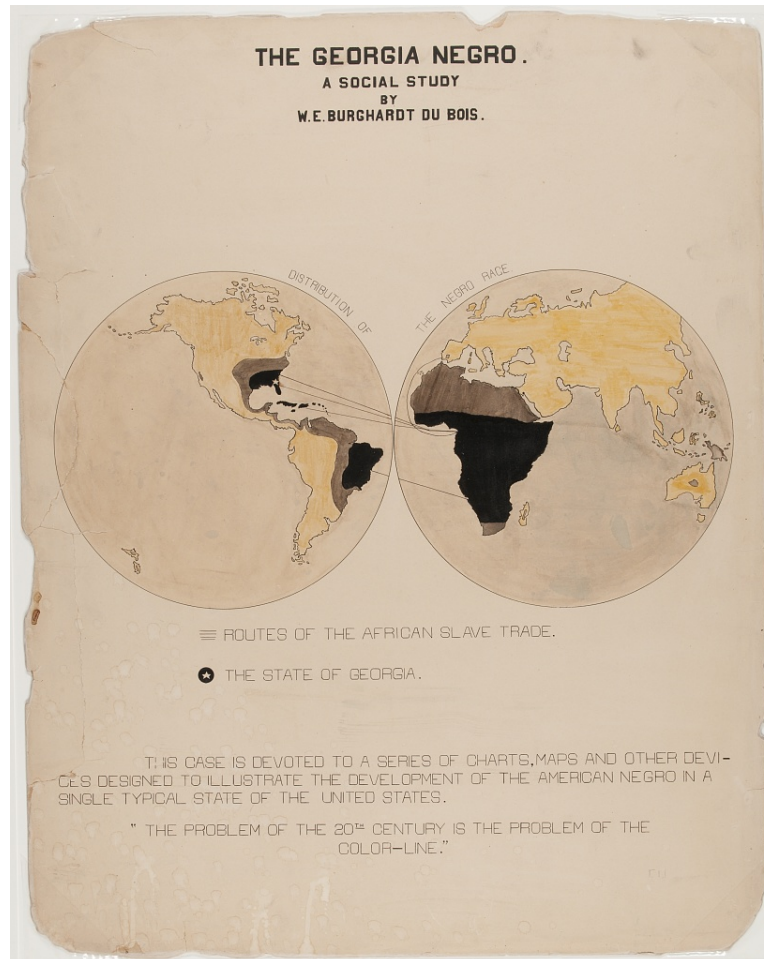 THE GEORGIA NEGRO.
A SOCIAL STUDY
BY
W.E.BURGHARDT DU BOIS.
DISTRIBUTION OF
THE NEGRO RACE
ROUTES OF THE AFRICAN SLAVE TRADE.
THE STATE OF GEORGIA.
THIS CASE IS DEVOTED TO A SERIES OF CHARTS, MAPS AND OTHER DEVI-
CES DESIGNED TO ILLUSTRATE THE DEVELOPMENT OF THE AMERICAN NEGRO IN A
SINGLE TYPICAL STATE OF THE UNITED STATES.
" THE PROBLEM OF THE 20TH CENTURY IS THE PROBLEM OF THE
COLOR-LINE."